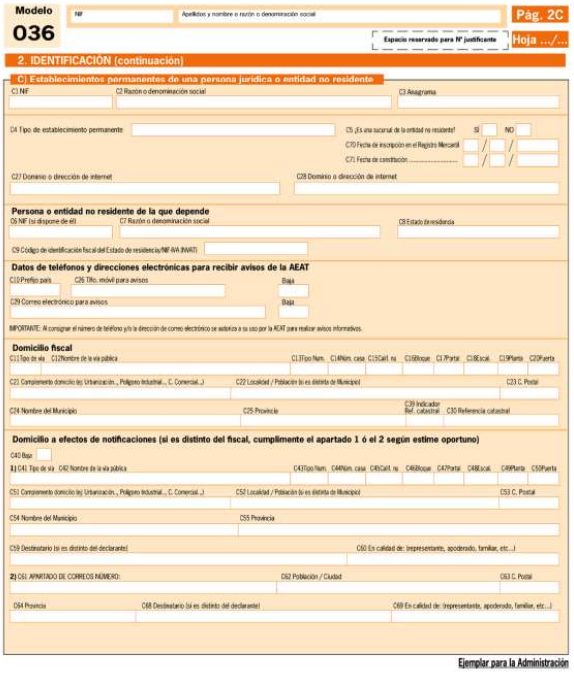 Modelo
036
NIF
Apellidos y nombre o razón o denominación social
Pág. 2C
Espacio reservado para Nº justificante
Hoja .../...
2. IDENTIFICACIÓN (continuación)
C) Establecimientos permanentes de una persona jurídica o entidad no residente
C1 NIF C2 Razón o denominación social C3 Anagrama
C4 Tipo de establecimiento permanente C5 ¿Es una sucursal de la entidad no residente? SÍ NO
C70 Fecha de inscripción en el Registro Mercantil / /
C71 Fecha de constitución / /
C27 Dominio o dirección de internet C28 Dominio o dirección de internet
Persona o entidad no residente de la que depende
C6 NIF (si dispone de él) C7 Razón o denominación social C8 Estado de residencia
C9 Código de identificación fiscal del Estado de residencia/NIF-IVA (NVAT)
Datos de teléfonos y direcciones electrónicas para recibir avisos de la AEAT
C10 Prefijo país C26 Tlfo. móvil para avisos Baja
C29 Correo electrónico para avisos Baja
IMPORTANTE: Al consignar el número de teléfono y/o la dirección de correo electrónico se autoriza a su uso por la AEAT para realizar avisos informativos.
Domicilio fiscal
C11Tipo de vía C12Nombre de la vía pública C13Tipo Num. C14Núm. casa C15Calif. nu C16Bloque C17Portal C18Escal. C19Planta C20Puerta
C21 Complemento domicilio (ej: Urbanización.., Polígono Industrial.., C. Comercial..,) C22 Localidad / Población (si es distinta de Municipio) C23 C. Postal
C24 Nombre del Municipio C25 Provincia C39 Indicador Ref. catastral C30 Referencia catastral
Domicilio a efectos de notificaciones (si es distinto del fiscal, cumplimente el apartado 1 ó el 2 según estime oportuno)
C40 Baja
1) C41 Tipo de vía C42 Nombre de la vía pública C43Tipo Num. C44Núm. casa C45Calif. nu C46Bloque C47Portal C48Escal. C49Planta C50Puerta
C51 Complemento domicilio (ej: Urbanización.., Polígono Industrial.., C. Comercial..,) C52 Localidad / Población (si es distinta de Municipio) C53 C. Postal
C54 Nombre del Municipio C55 Provincia
C59 Destinatario (si es distinto del declarante) C60 En calidad de: (representante, apoderado, familiar, etc...)
2) C61 APARTADO DE CORREOS NÚMERO: C62 Población / Ciudad C63 C. Postal
C64 Provincia C68 Destinatario (si es distinto del declarante) C69 En calidad de: (representante, apoderado, familiar, etc...)
Ejemplar para la Administración